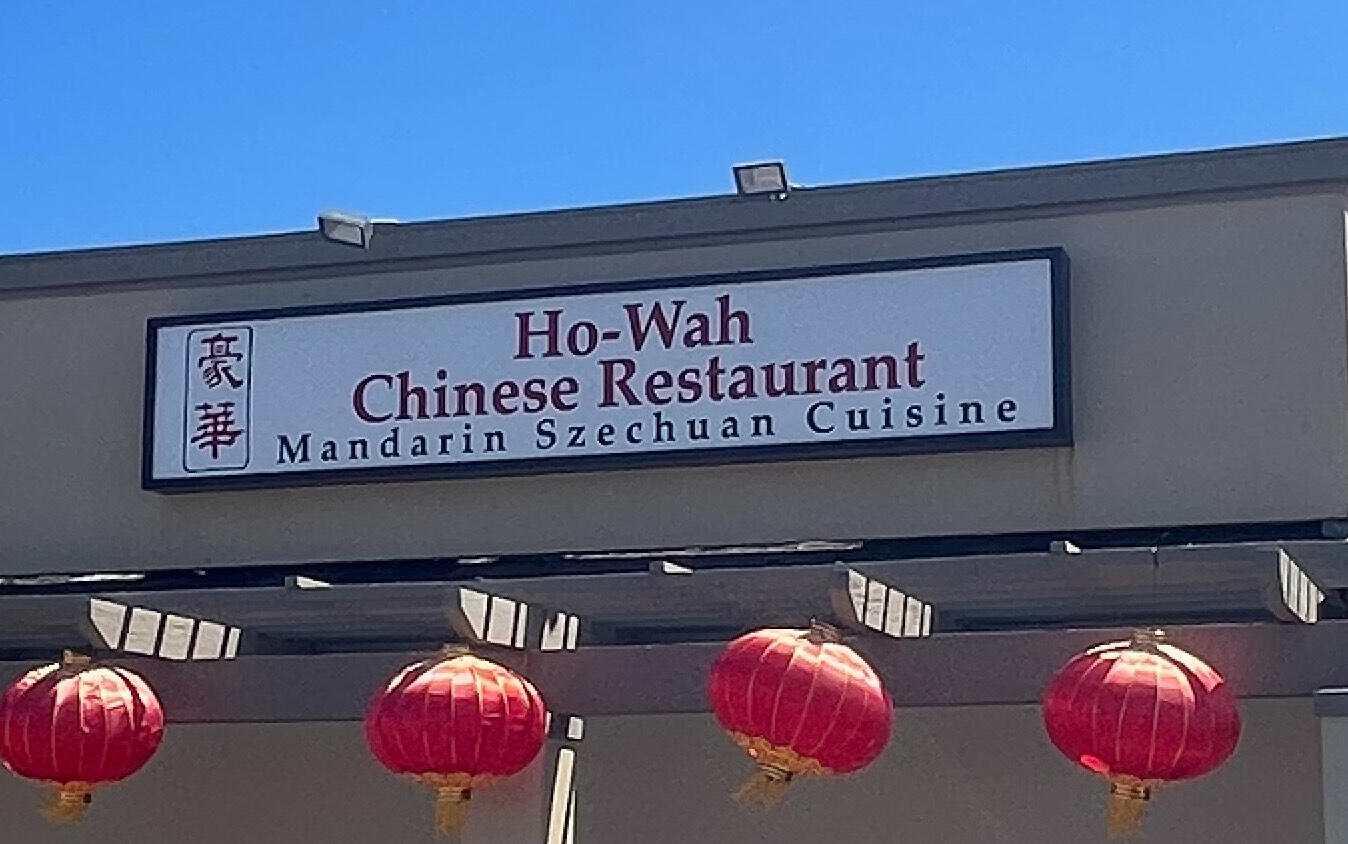 豪華
Ho-Wah
Chinese Restaurant
Mandarin Szechuan Cuisine